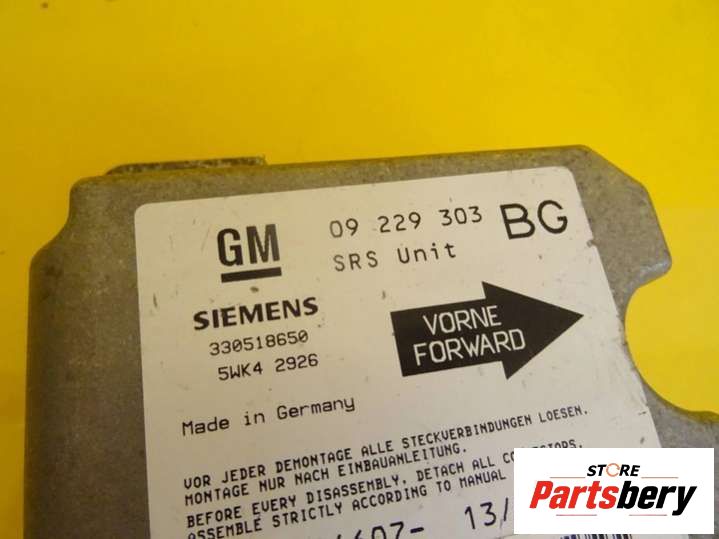 GM
09 229 303 BG
SRS Unit
SIEMENS
330518650
5WK4 2926
VORNE
FORWARD
Made in Germany
VOR JEDER DEMONTAGE ALLE STECKVERBINDUNGEN LOESEN.
MONTAGE NUR NACH EINBAUANLEITUNG.
BEFORE EVERY DISASSEMBLY, DETACH ALL
ASSEMBLE STRICTLY ACCORDING TO MANUAL
13/
STORE
Partsbery